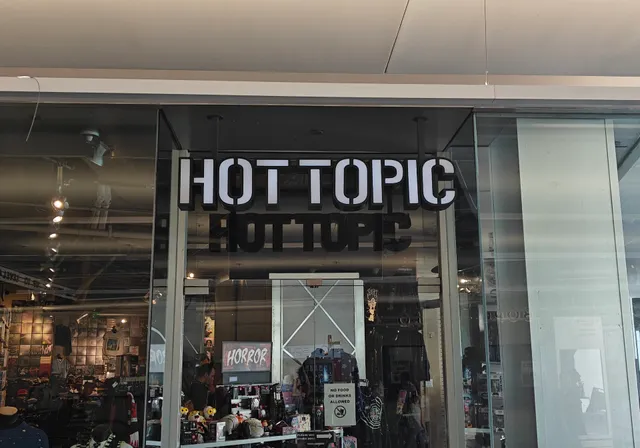 HOT TOPIC
HOT TOPIC
HORROR
NO FOOD
OR DRINKS
ALLOWED